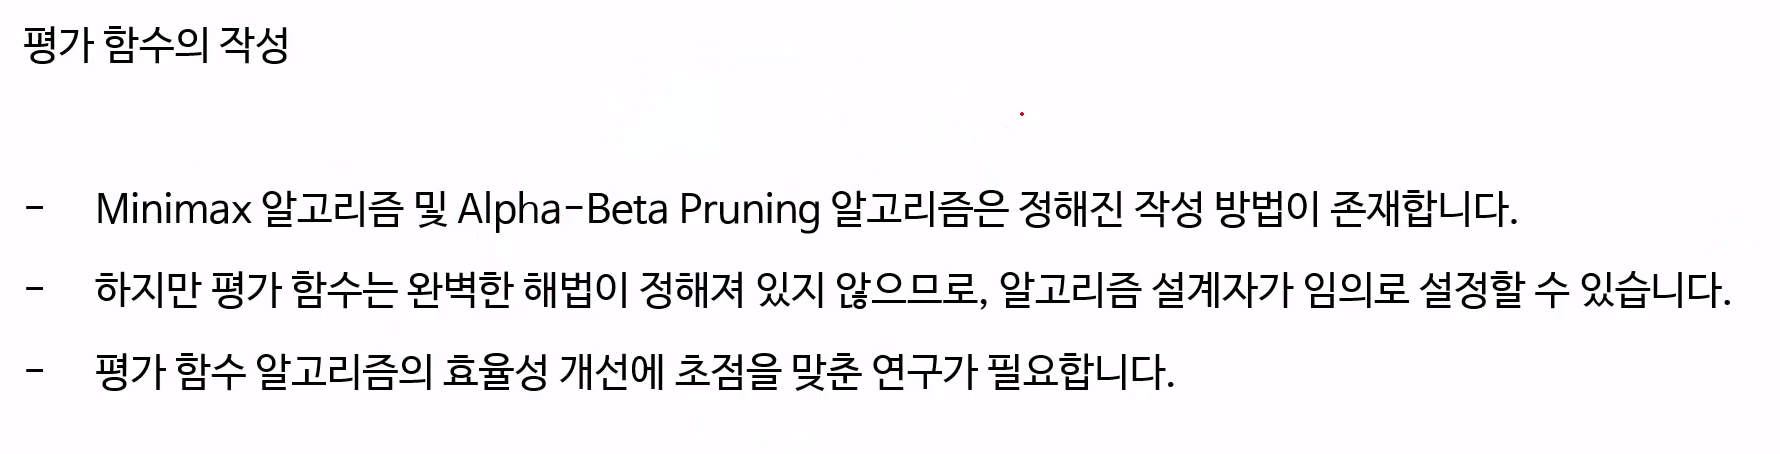 평가 함수의 작성
- Minimax 알고리즘 및 Alpha-Beta Pruning 알고리즘은 정해진 작성 방법이 존재합니다.
- 하지만 평가 함수는 완벽한 해법이 정해져 있지 않으므로, 알고리즘 설계자가 임의로 설정할 수 있습니다.
- 평가 함수 알고리즘의 효율성 개선에 초점을 맞춘 연구가 필요합니다.